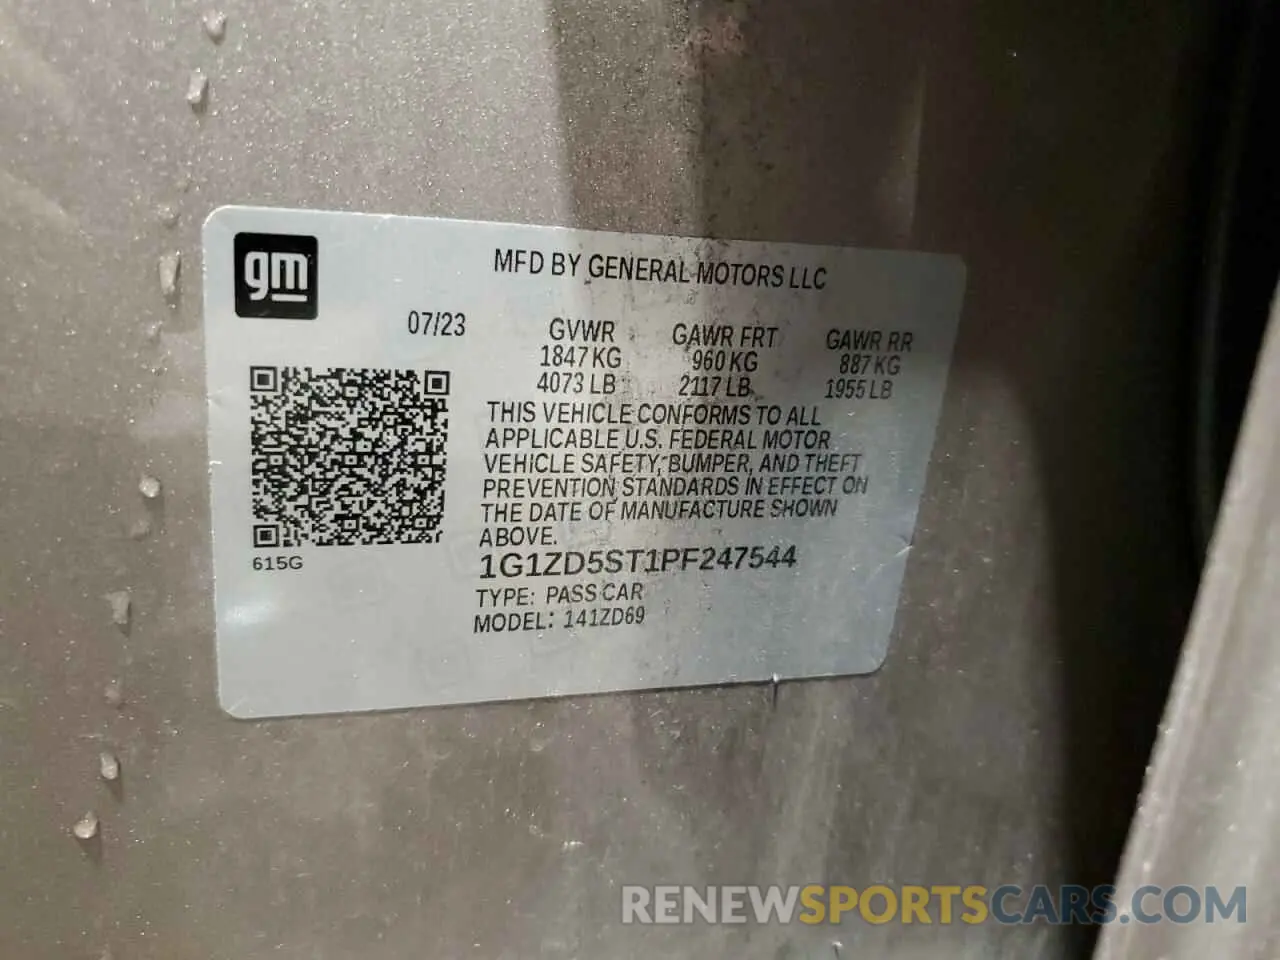 gm
MFD BY GENERAL MOTORS LLC
07/23 GVWR GAWR FRT GAWR RR
1847 KG 960 KG 887 KG
4073 LB 2117 LB 1955 LB
THIS VEHICLE CONFORMS TO ALL
APPLICABLE U.S. FEDERAL MOTOR
VEHICLE SAFETY, BUMPER, AND THEFT
PREVENTION STANDARDS IN EFFECT ON
THE DATE OF MANUFACTURE SHOWN
ABOVE.
615G
1G1ZD5ST1PF247544
TYPE: PASS CAR
MODEL: 141ZD69
RENEWSPORTSCARS.COM